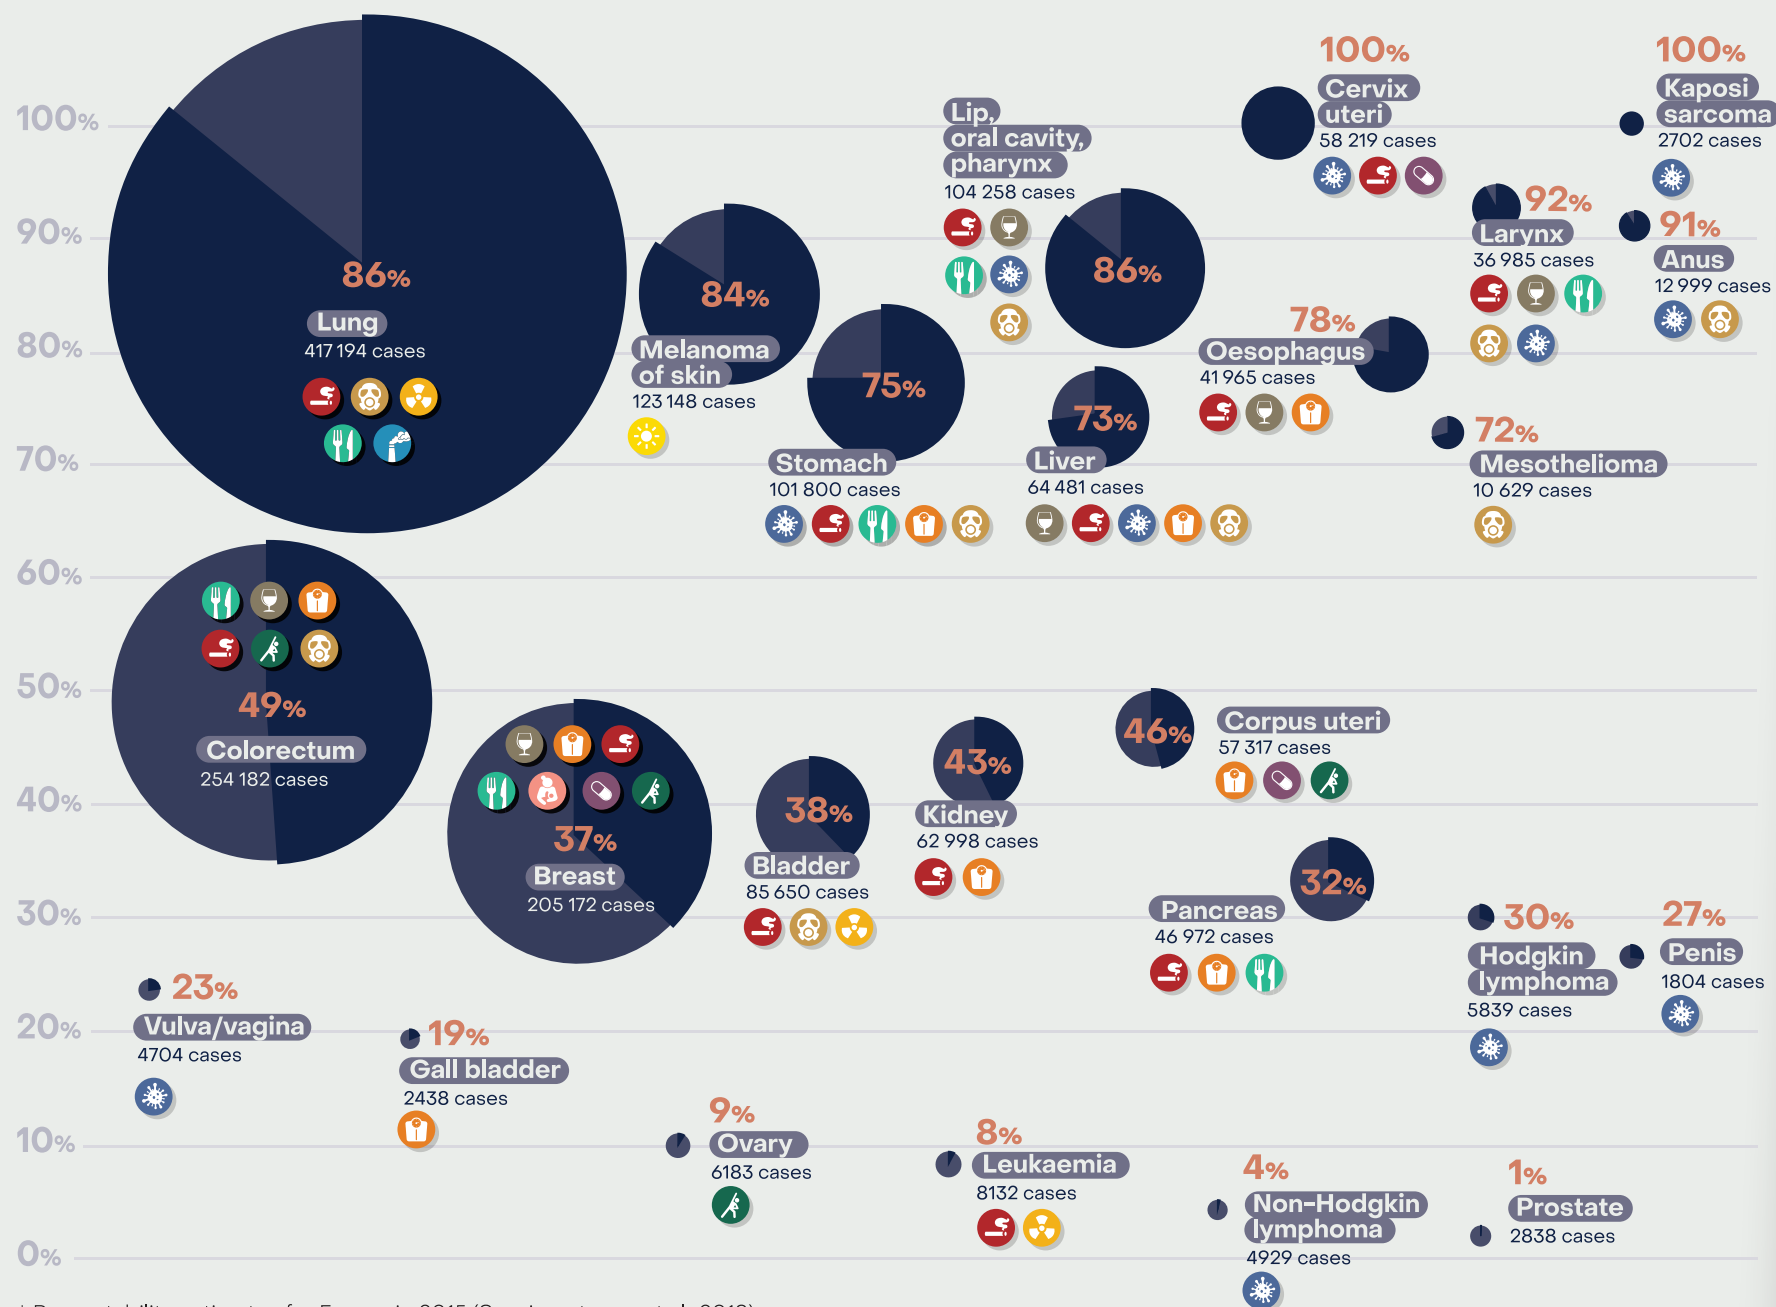 100%
90%
80%
70%
60%
50%
40%
30%
20%
10%
0%
86%
Lung
417 194 cases
84%
Melanoma
of skin
123 148 cases
75%
Stomach
101 800 cases
Lip,
oral cavity,
pharynx
104 258 cases
86%
73%
Liver
64 481 cases
100%
Cervix
uteri
58 219 cases
78%
Oesophagus
41 965 cases
92%
Larynx
36 985 cases
72%
Mesothelioma
10 629 cases
100%
Kaposi
sarcoma
2702 cases
91%
Anus
12 999 cases
49%
Colorectum
254 182 cases
37%
Breast
205 172 cases
38%
Bladder
85 650 cases
43%
Kidney
62 998 cases
46%
Corpus uteri
57 317 cases
32%
Pancreas
46 972 cases
30%
Hodgkin
lymphoma
5839 cases
27%
Penis
1804 cases
23%
Vulva/vagina
4704 cases
19%
Gall bladder
2438 cases
9%
Ovary
6183 cases
8%
Leukaemia
8132 cases
4%
Non-Hodgkin
lymphoma
4929 cases
1%
Prostate
2838 cases